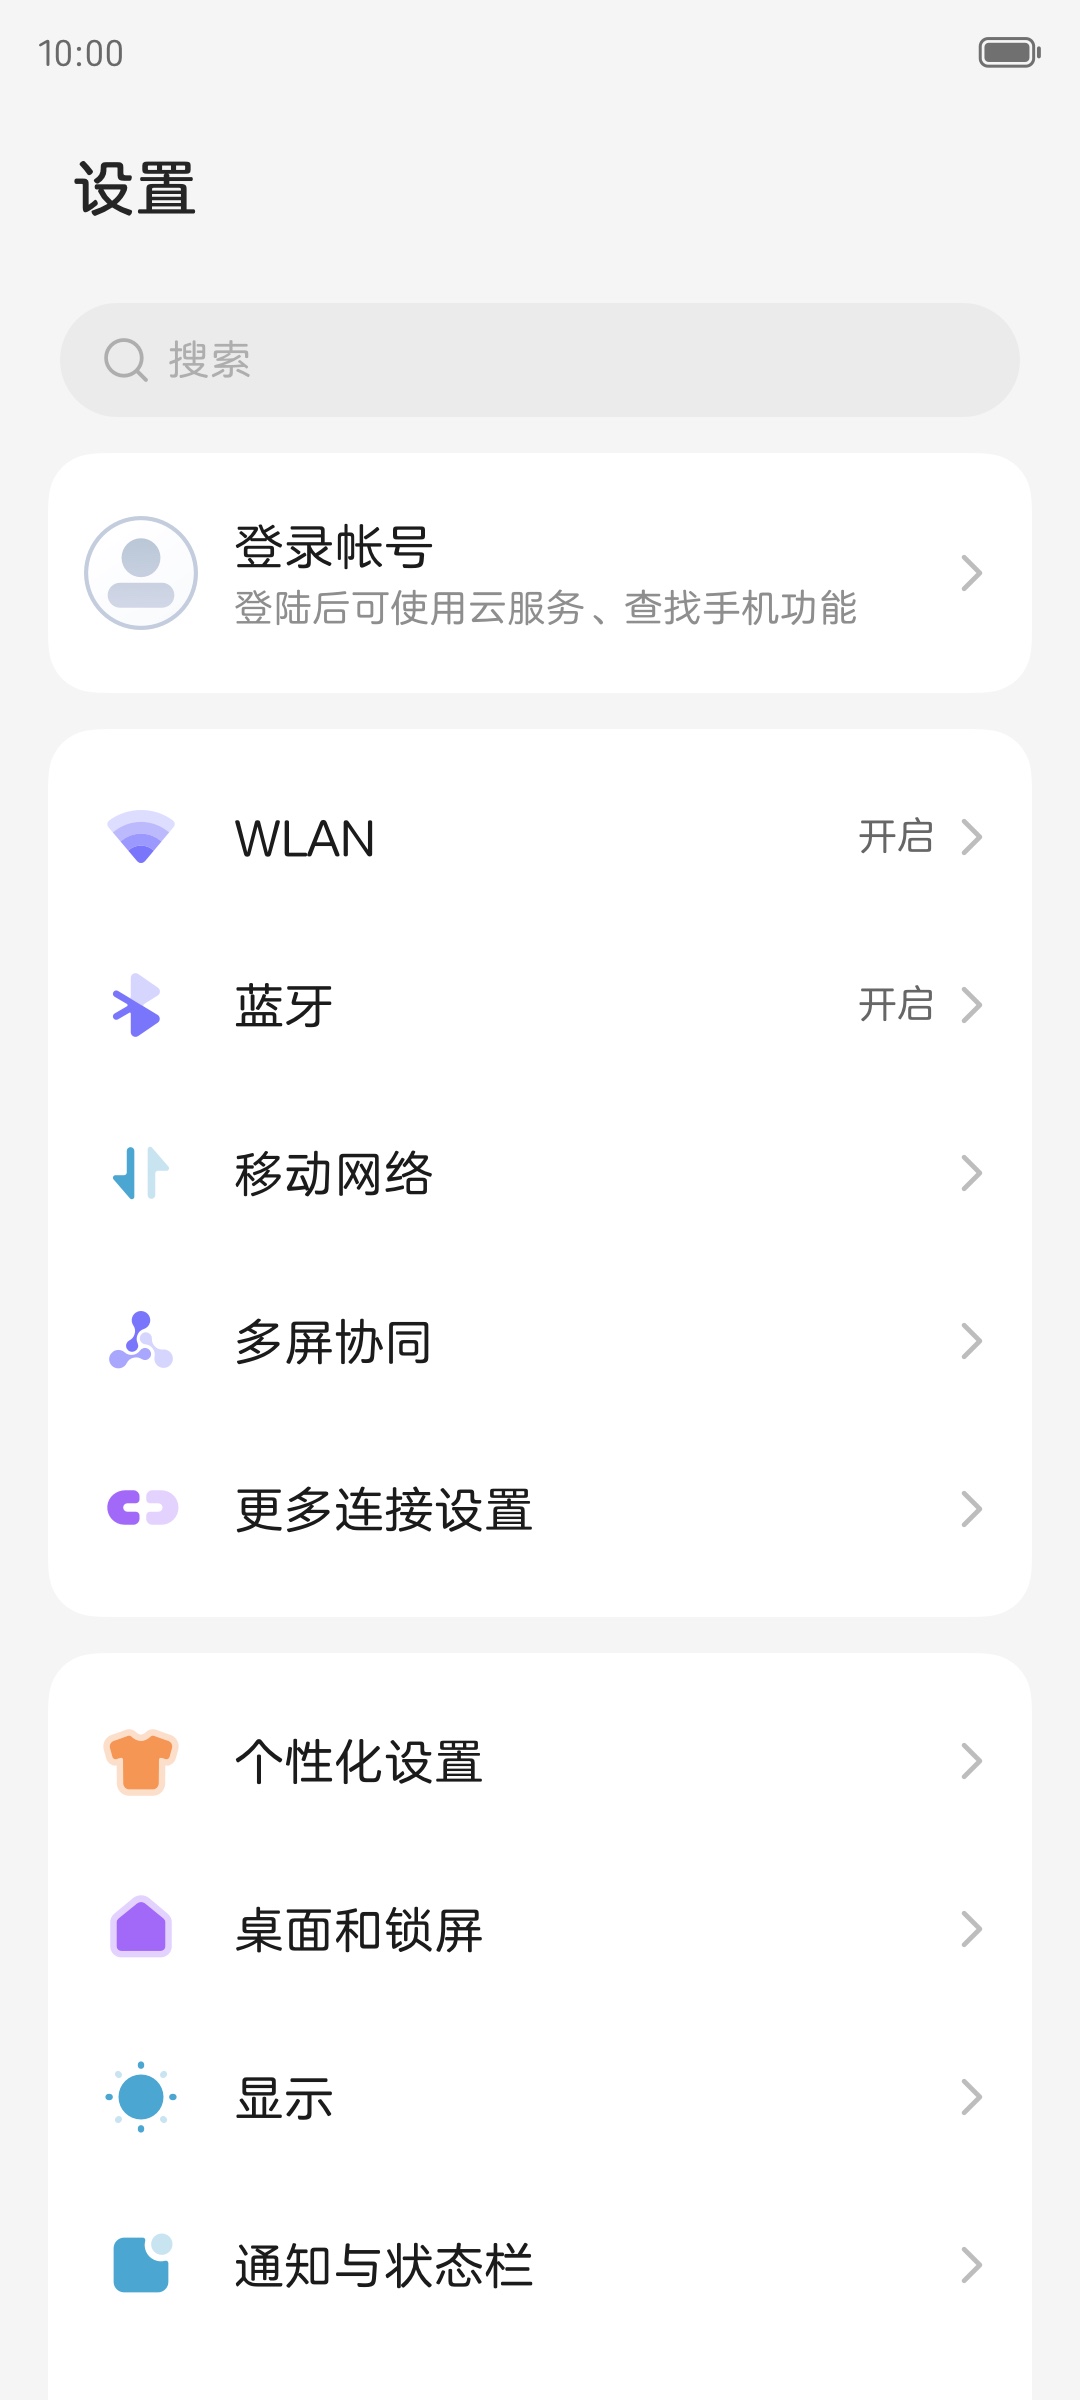 10:00
设置
搜索
登录帐号
登陆后可使用云服务、查找手机功能
WLAN 开启
蓝牙 开启
移动网络
多屏协同
更多连接设置
个性化设置
桌面和锁屏
显示
通知与状态栏